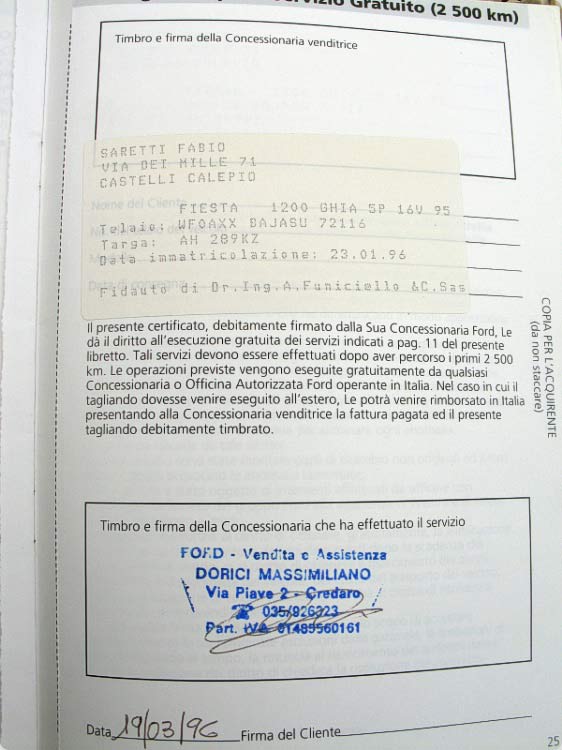 Servizio Gratuito (2 500 km)
Timbro e firma della Concessionaria venditrice
SARETTI FABIO
VIA DEI MILLE 71
CASTELLI CALEPIO
FIESTA 1200 GHIA 5P 16V 95
Telaio: WFOAXX BAJASU 72116
Targa: AH 289KZ
Data immatricolazione: 23.01.96
Fidauto di Dr.Ing.A.Funiciello &C.Sas
Il presente certificato, debitamente firmato dalla Sua Concessionaria Ford, Le
dà il diritto all'esecuzione gratuita dei servizi indicati a pag. 11 del presente
libretto. Tali servizi devono essere effettuati dopo aver percorso i primi 2 500
km. Le operazioni previste vengono eseguite gratuitamente da qualsiasi
Concessionaria o Officina Autorizzata Ford operante in Italia. Nel caso in cui il
tagliando dovesse venire eseguito all'estero, Le potrà venire rimborsato in Italia
presentando alla Concessionaria venditrice la fattura pagata ed il presente
tagliando debitamente timbrato.
COPIA PER L'ACQUIRENTE
(da non staccare)
Timbro e firma della Concessionaria che ha effettuato il servizio
FORD - Vendita e Assistenza
DORICI MASSIMILIANO
Via Piave 2 - Credaro
☎ 035/926323
Part. IVA 01485560161
Data 19/03/96 Firma del Cliente
25